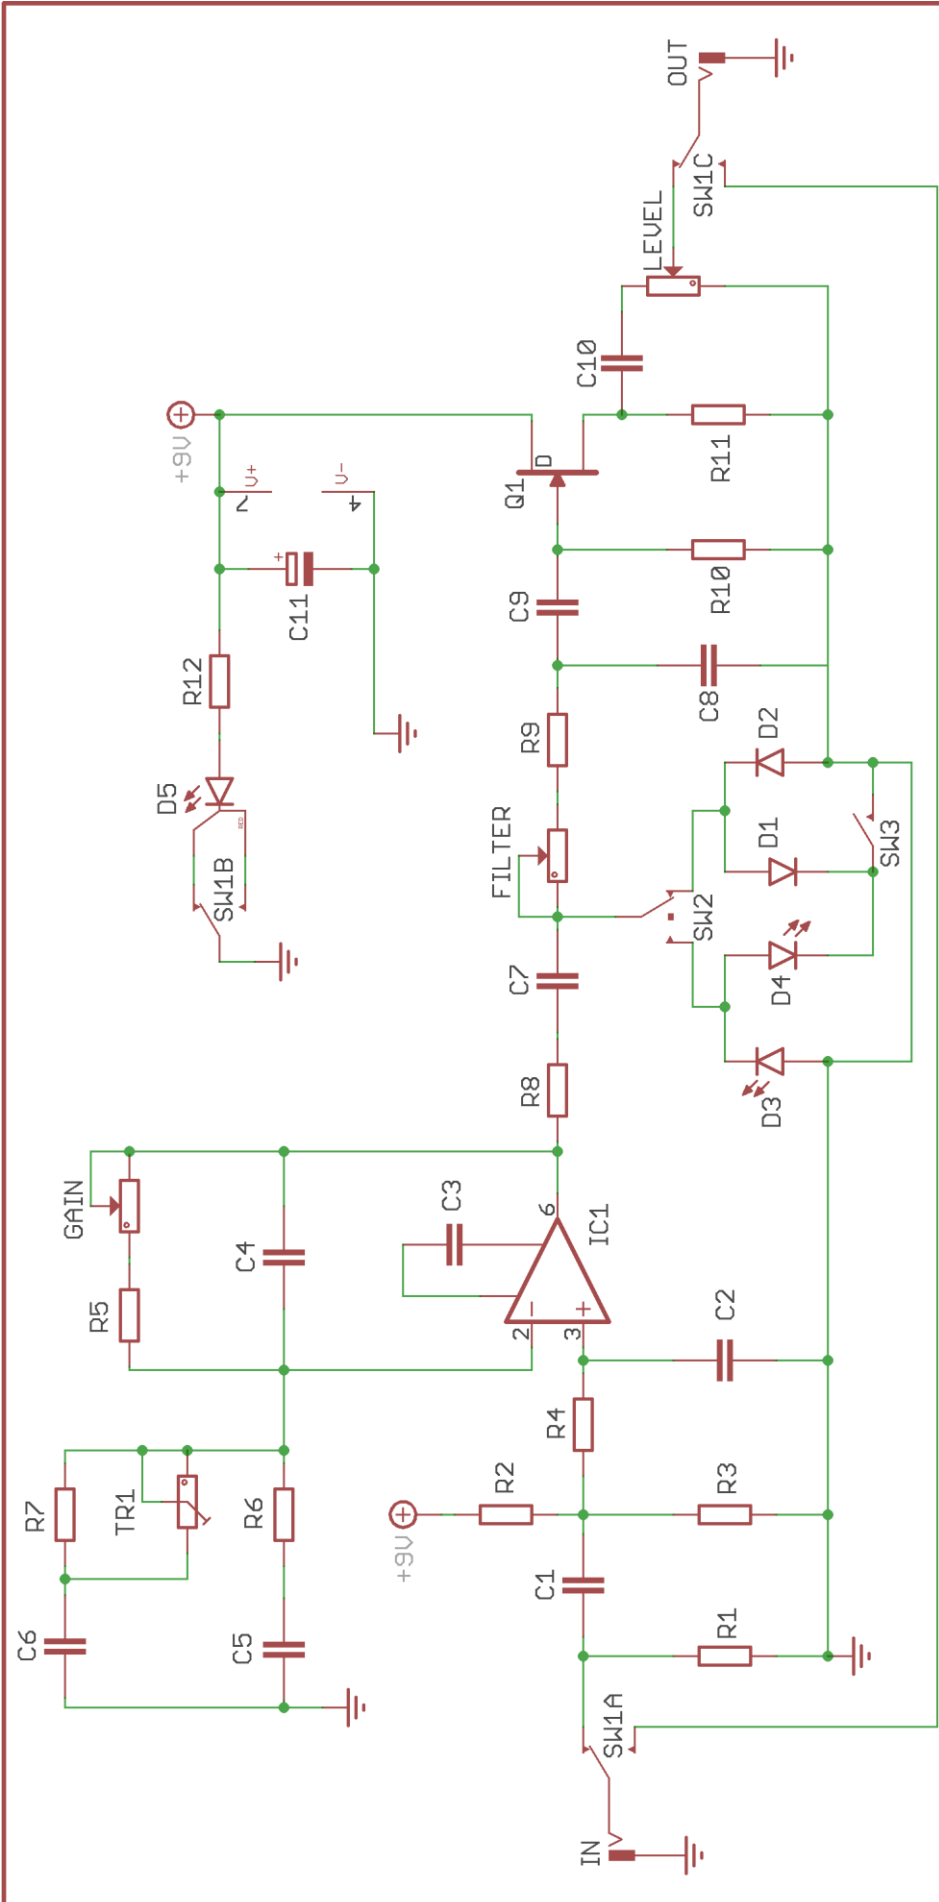 OUT
SW1C
LEVEL
C10
+9V
V+
2
V-
4
Q1
D
R11
C11
C9
R10
R12
R9
C8
D2
D5
RED
SW1B
FILTER
D1
SW3
SW2
C7
D4
R8
D3
GAIN
C4
C3
6
IC1
R5
2
3
C2
R7
TR1
R6
R4
R2
R3
+9V
C1
C6
C5
R1
SW1A
IN